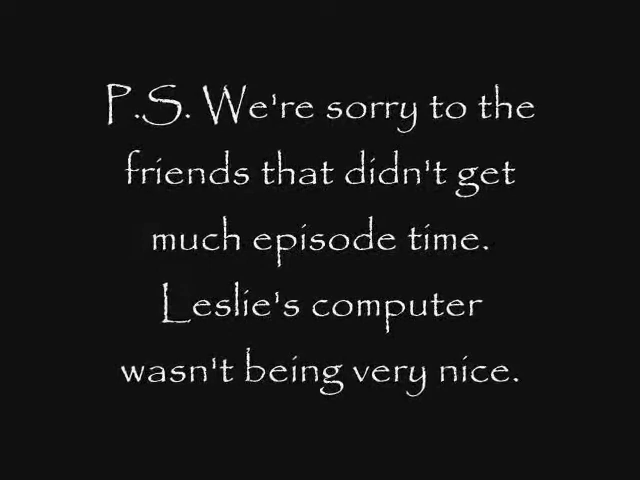 P.S. We're sorry to the
friends that didn't get
much episode time.
Leslie's computer
wasn't being very nice.